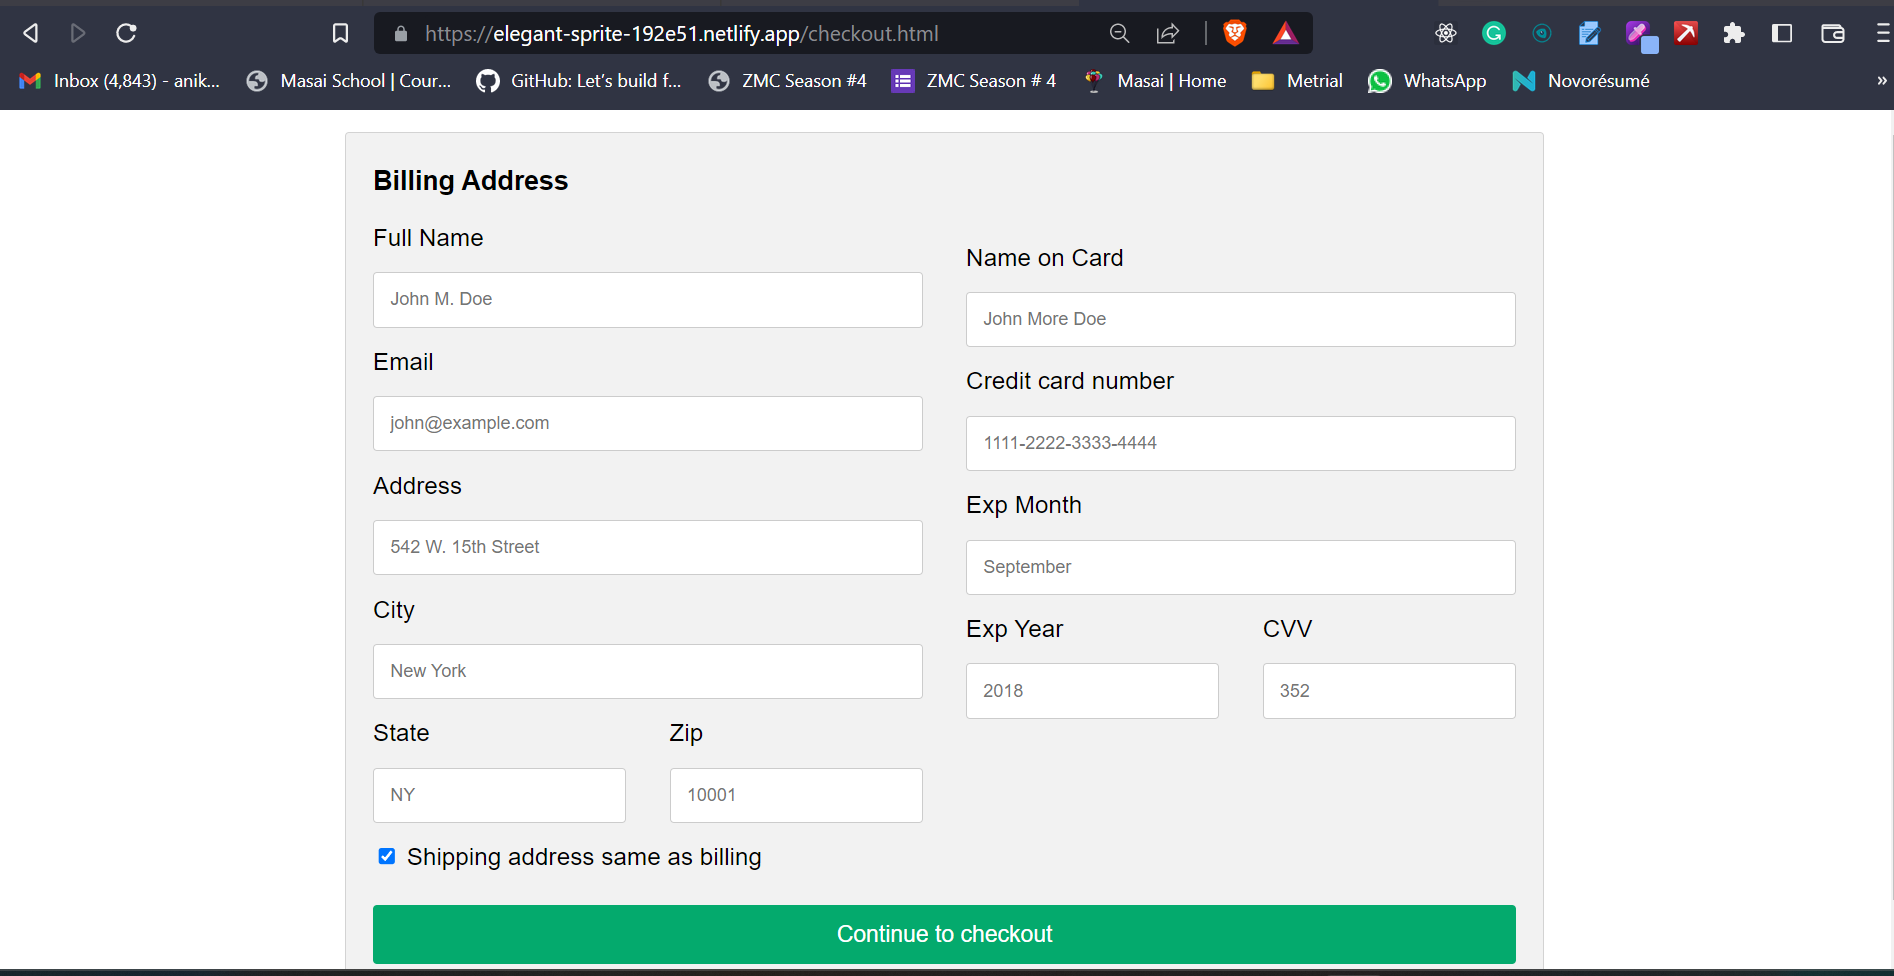 https://elegant-sprite-192e51.netlify.app/checkout.html
Inbox (4,843) - anik... Masai School | Cour... GitHub: Let's build f... ZMC Season #4 ZMC Season # 4 Masai | Home Metrial WhatsApp Novorésumé »
Billing Address
Full Name
John M. Doe
Email
john@example.com
Address
542 W. 15th Street
City
New York
State Zip
NY 10001
Shipping address same as billing
Name on Card
John More Doe
Credit card number
1111-2222-3333-4444
Exp Month
September
Exp Year CVV
2018 352
Continue to checkout